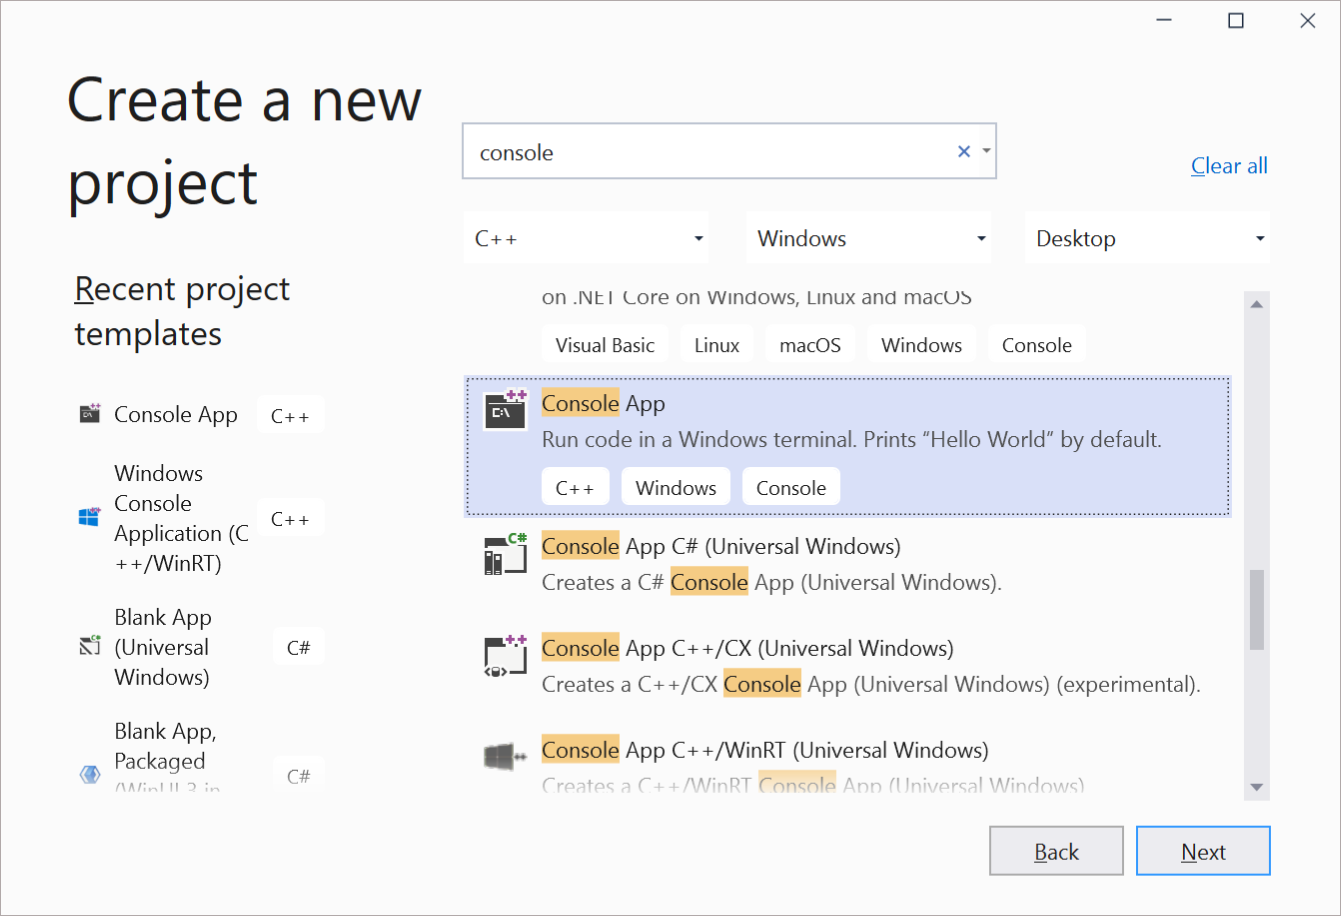 Create a new
project
console
Clear all
C++
Windows
Desktop
Recent project
templates
Console App
C++
Windows
Console
Application (C
++/WinRT)
C++
Blank App
(Universal
Windows)
C#
Blank App,
Packaged
(WinUI 3 in
C#
on .NET Core on Windows, Linux and macOS
Visual Basic Linux macOS Windows Console
C:\
Console App
Run code in a Windows terminal. Prints “Hello World” by default.
C++ Windows Console
C#
Console App C# (Universal Windows)
Creates a C# Console App (Universal Windows).
Console App C++/CX (Universal Windows)
Creates a C++/CX Console App (Universal Windows) (experimental).
Console App C++/WinRT (Universal Windows)
Creates a C++/WinRT Console App (Universal Windows)
Back
Next